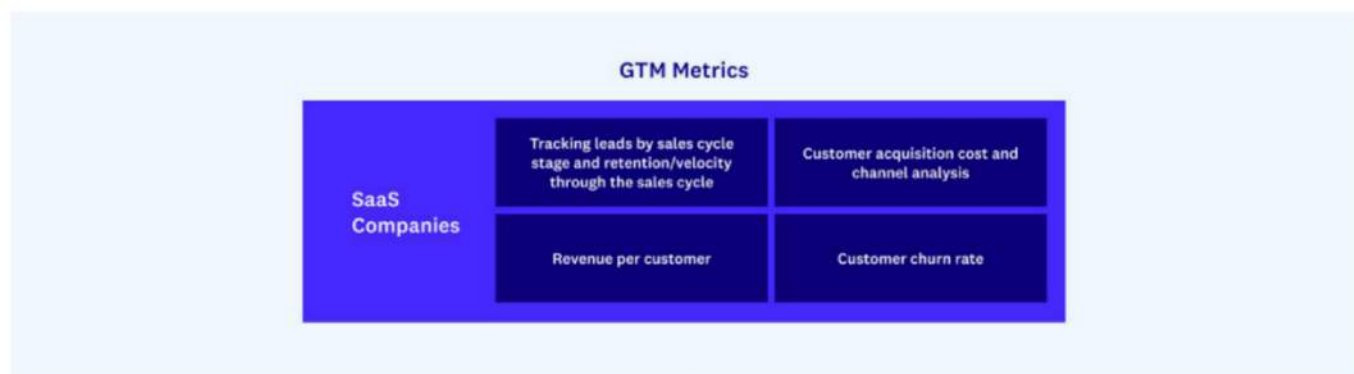 GTM Metrics
SaaS
Companies
Tracking leads by sales cycle
stage and retention/velocity
through the sales cycle
Customer acquisition cost and
channel analysis
Revenue per customer
Customer churn rate